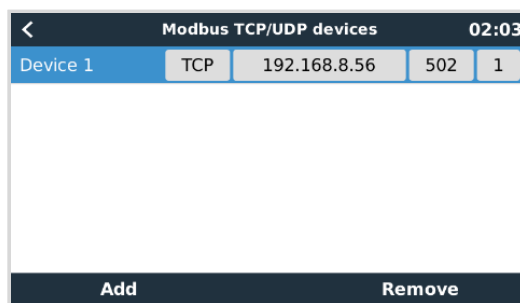 Modbus TCP/UDP devices 02:03
Device 1 TCP 192.168.8.56 502 1
Add Remove